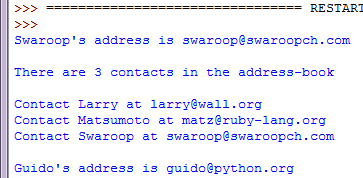 >>> ================================ RESTART
>>>
Swaroop's address is swaroop@swaroopch.com
There are 3 contacts in the address-book
Contact Larry at larry@wall.org
Contact Matsumoto at matz@ruby-lang.org
Contact Swaroop at swaroop@swaroopch.com
Guido's address is guido@python.org